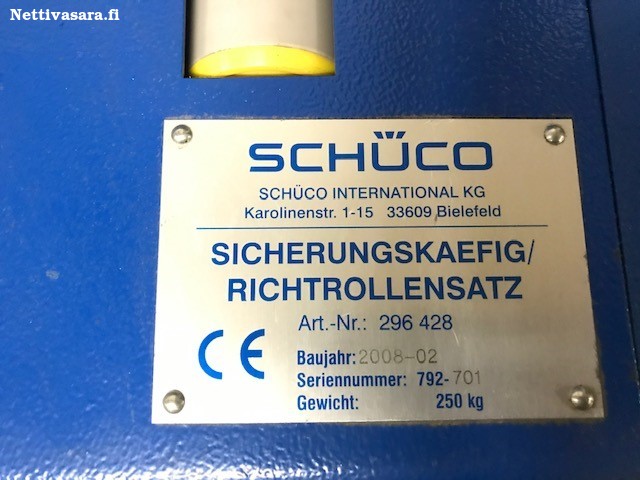 Nettivasara.fi
SCHÜCO
SCHÜCO INTERNATIONAL KG
Karolinenstr. 1-15 33609 Bielefeld
SICHERUNGSKAEFIG/
RICHTROLLENSATZ
Art.-Nr.: 296 428
CE
Baujahr: 2008-02
Seriennummer: 792-701
Gewicht: 250 kg